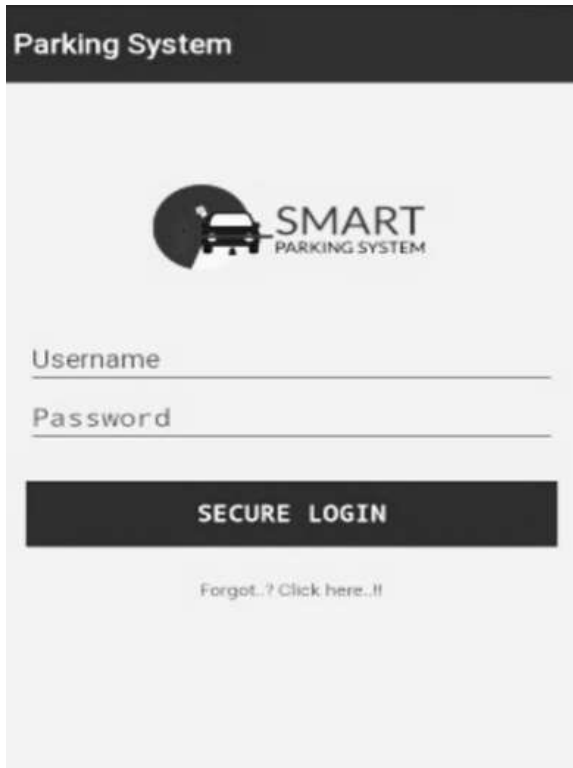 Parking System
SMART
PARKING SYSTEM
Username
Password
SECURE LOGIN
Forgot..? Click here..!!